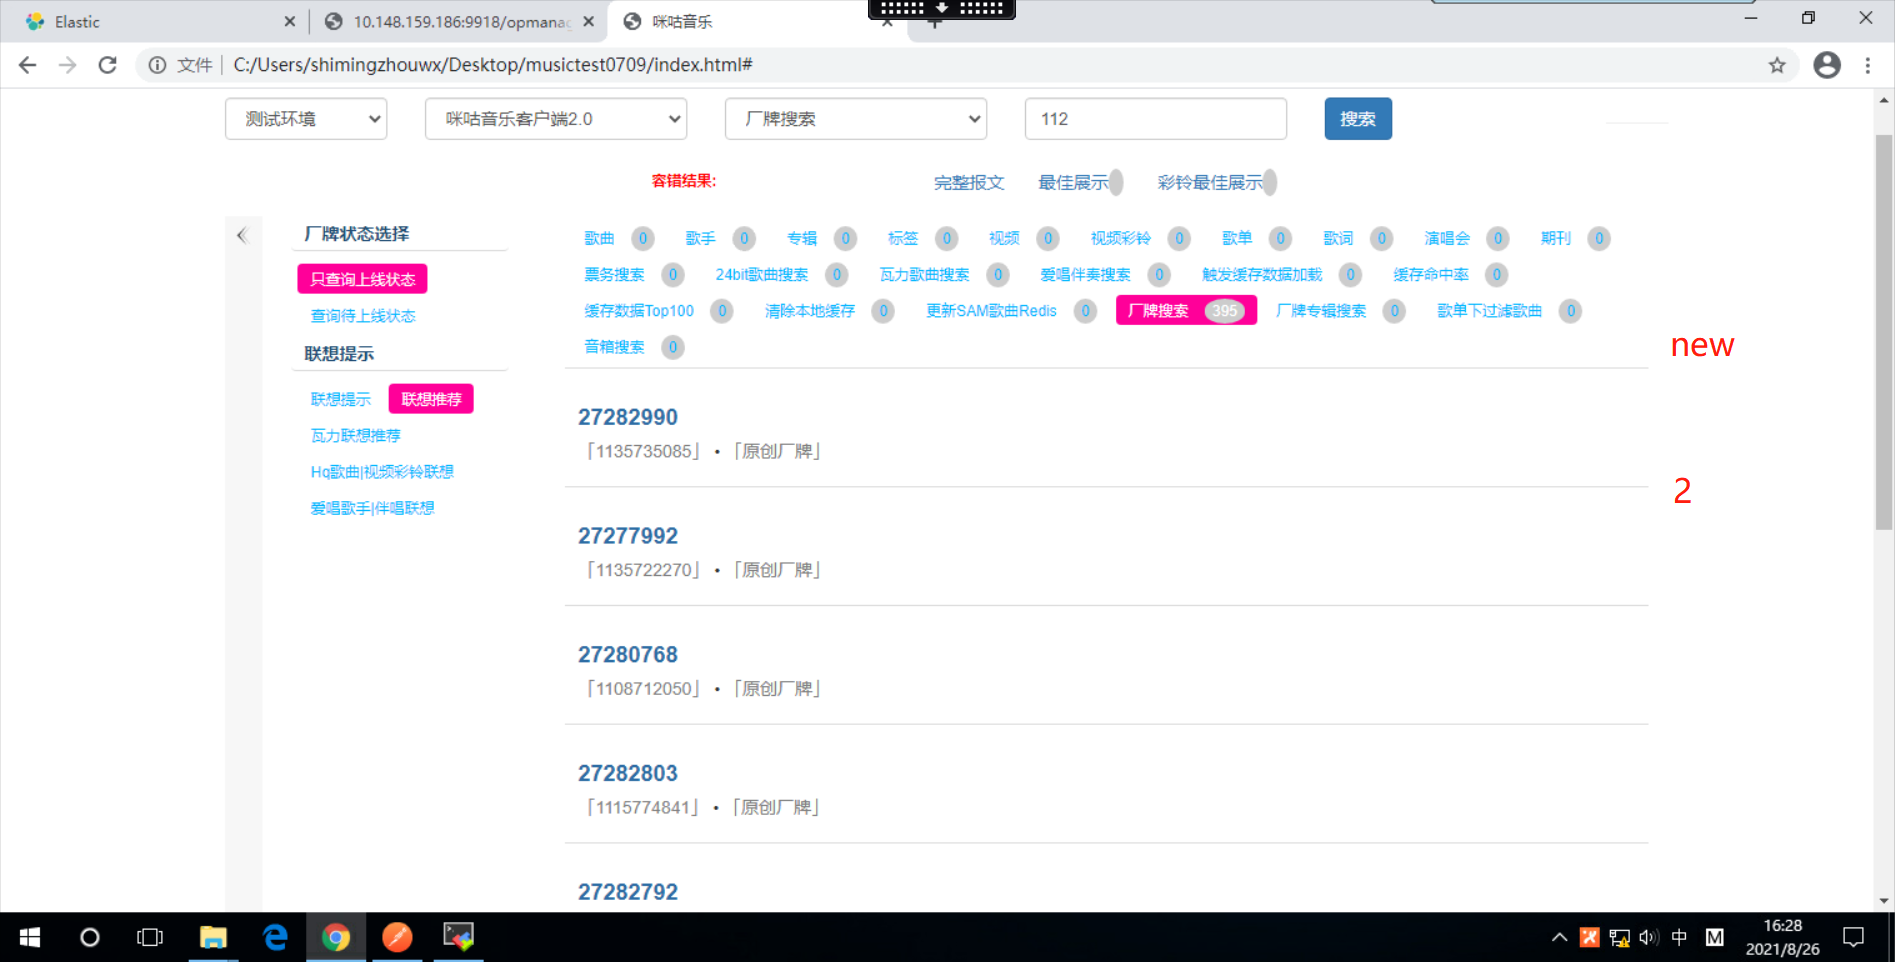 Elastic
10.148.159.186:9918/opmanag
咪咕音乐
文件 C:/Users/shimingzhouwx/Desktop/musictest0709/index.html#
测试环境 咪咕音乐客户端2.0 厂牌搜索 112 搜索
容错结果: 完整报文 最佳展示 彩铃最佳展示
厂牌状态选择
只查询上线状态
查询待上线状态
联想提示
联想提示 联想推荐
瓦力联想推荐
Hq歌曲|视频彩铃联想
爱唱歌手|伴唱联想
歌曲 0 歌手 0 专辑 0 标签 0 视频 0 视频彩铃 0 歌单 0 歌词 0 演唱会 0 期刊 0
票务搜索 0 24bit歌曲搜索 0 瓦力歌曲搜索 0 爱唱伴奏搜索 0 触发缓存数据加载 0 缓存命中率 0
缓存数据Top100 0 清除本地缓存 0 更新SAM歌曲Redis 0 厂牌搜索 395 厂牌专辑搜索 0 歌单下过滤歌曲 0
音箱搜索 0
new
27282990
「1135735085」 •「原创厂牌」
2
27277992
「1135722270」 •「原创厂牌」
27280768
「1108712050」 •「原创厂牌」
27282803
「1115774841」 •「原创厂牌」
27282792
中 M
16:28
2021/8/26